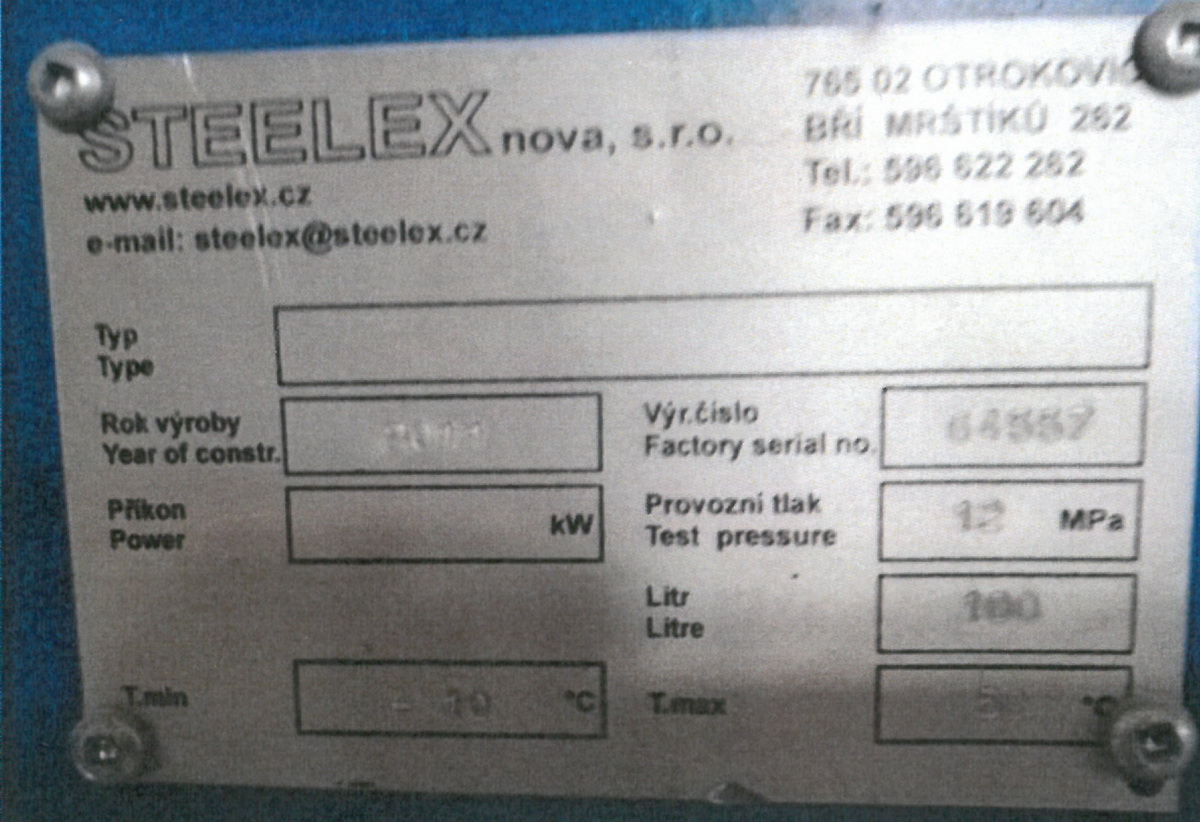 STEELEX nova, s.r.o.
www.steelex.cz
e-mail: steelex@steelex.cz
765 02
BŘÍ MRŠTÍKŮ 262
Tel.: 596 622 262
Fax: 596 619 604
Typ
Type
Rok výroby
Year of constr.
Výr.číslo
Factory serial no.
Příkon
Power
kW
Provozní tlak
Test pressure
12 MPa
Litr
Litre
100
T.min
- 10 °C
T.max
°C